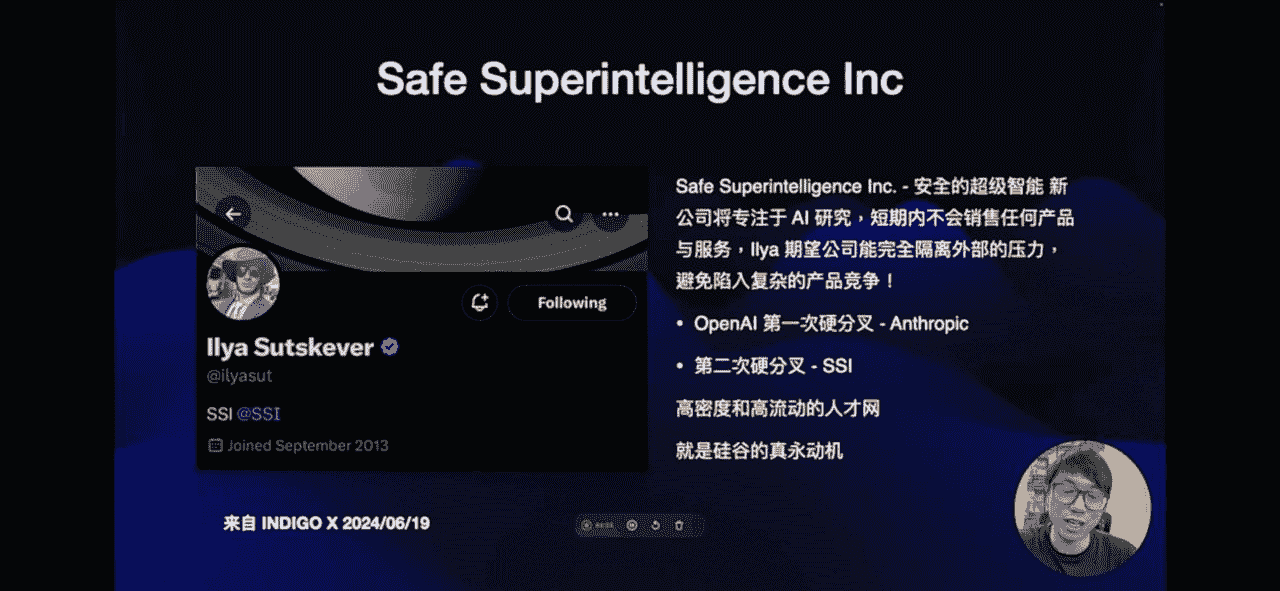 Safe Superintelligence Inc
Following
Ilya Sutskever
@ilyasut
SSI @SSI
Joined September 2013
Safe Superintelligence Inc. - 安全的超级智能 新
公司将专注于 AI 研究，短期内不会销售任何产品
与服务，Ilya 期望公司能完全隔离外部的压力，
避免陷入复杂的产品竞争！
• OpenAI 第一次硬分叉 - Anthropic
• 第二次硬分叉 - SSI
高密度和高流动的人才网
就是硅谷的真永动机
来自 INDIGO X 2024/06/19